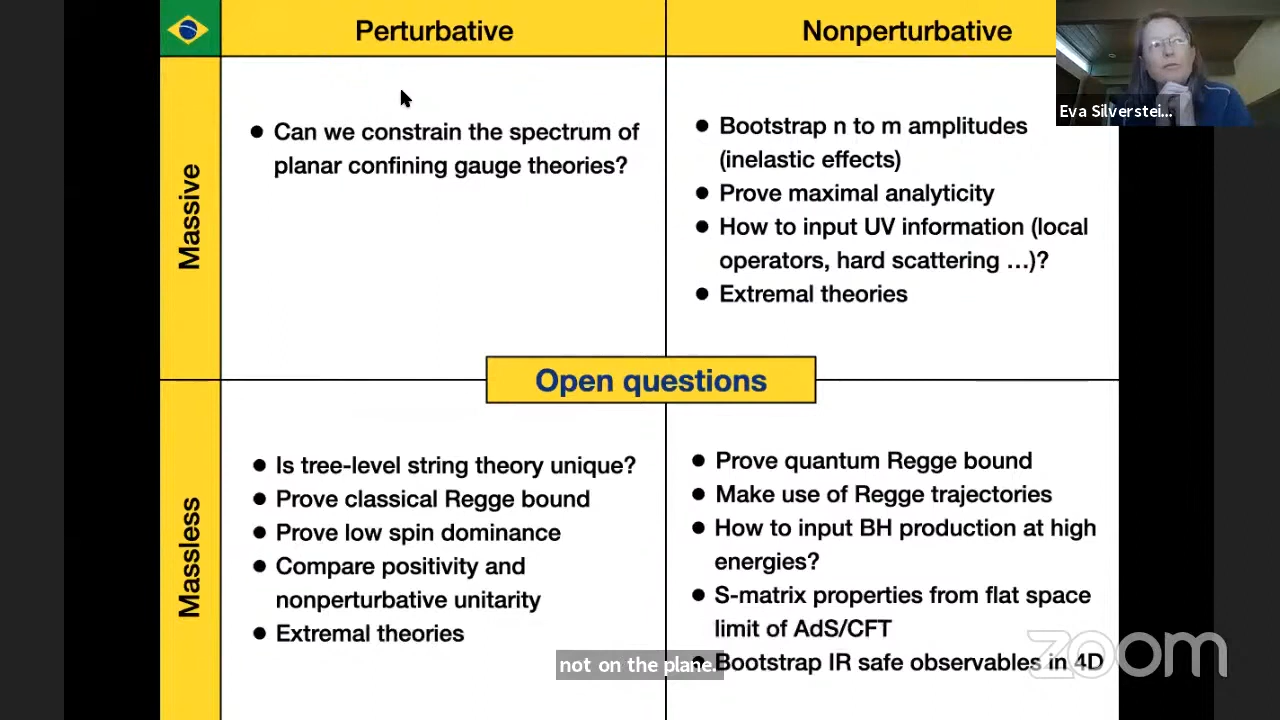 Perturbative
Nonperturbative
Eva Silverstei...
Massive
● Can we constrain the spectrum of
planar confining gauge theories?
● Bootstrap n to m amplitudes
(inelastic effects)
● Prove maximal analyticity
● How to input UV information (local
operators, hard scattering ...)?
● Extremal theories
Open questions
Massless
● Is tree-level string theory unique?
● Prove classical Regge bound
● Prove low spin dominance
● Compare positivity and
nonperturbative unitarity
● Extremal theories
● Prove quantum Regge bound
● Make use of Regge trajectories
● How to input BH production at high
energies?
● S-matrix properties from flat space
limit of AdS/CFT
● Bootstrap IR safe observables in 4D
not on the plane.
zoom